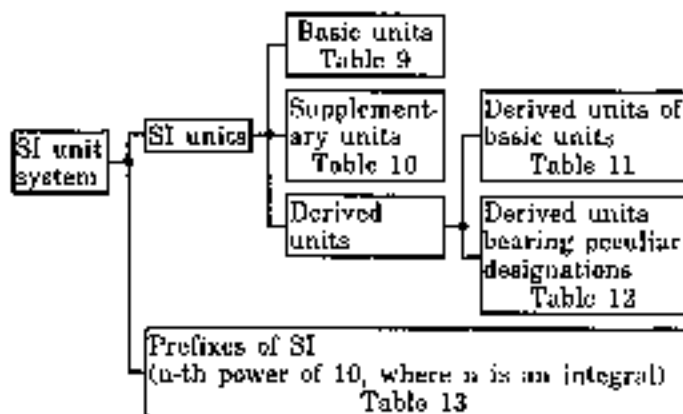 Basic units
Table 9
SI unit
system
SI units
Supplement-
ary units
Table 10
Derived
units
Derived units of
basic units
Table 11
Derived units
bearing peculiar
designations
Table 12
Prefixes of SI
(n-th power of 10, where n is an integral)
Table 13